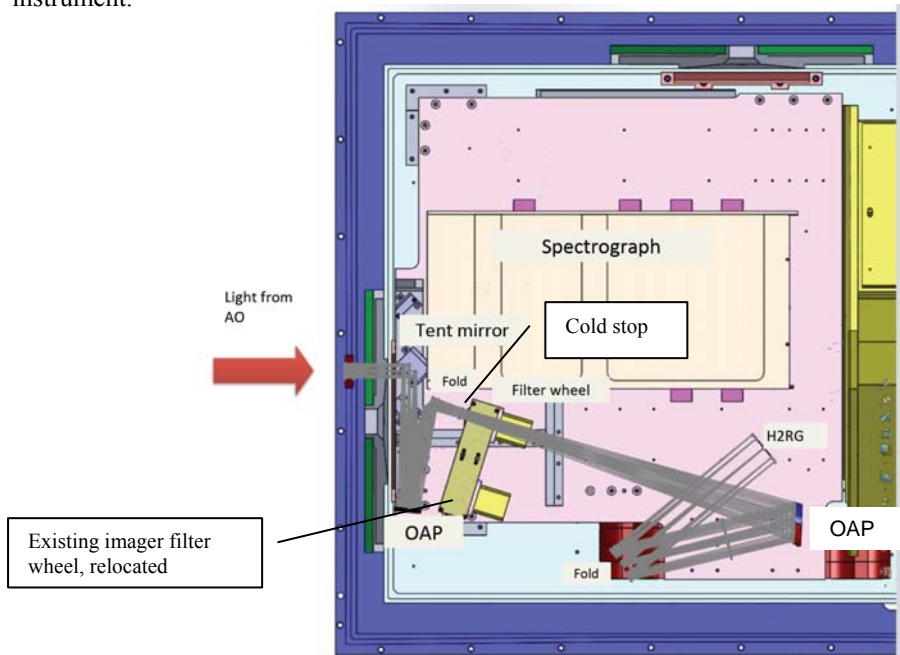 instrument.
Spectrograph
Light from
AO
Tent mirror
Cold stop
Fold
Filter wheel
H2RG
OAP
OAP
Existing imager filter
wheel, relocated
Fold